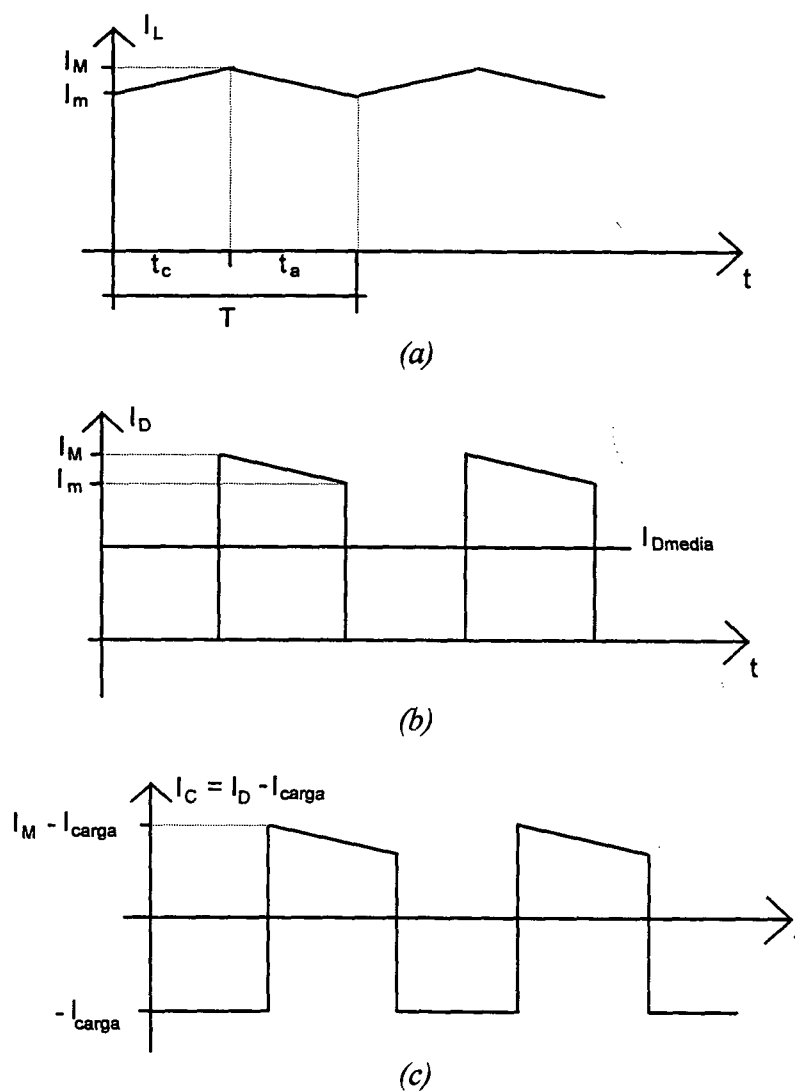 I_L
I_M
I_m
t_c t_a
t
T
(a)
I_D
I_M
I_m
I_Dmedia
t
(b)
I_C = I_D - I_carga
I_M - I_carga
-I_carga
(c)